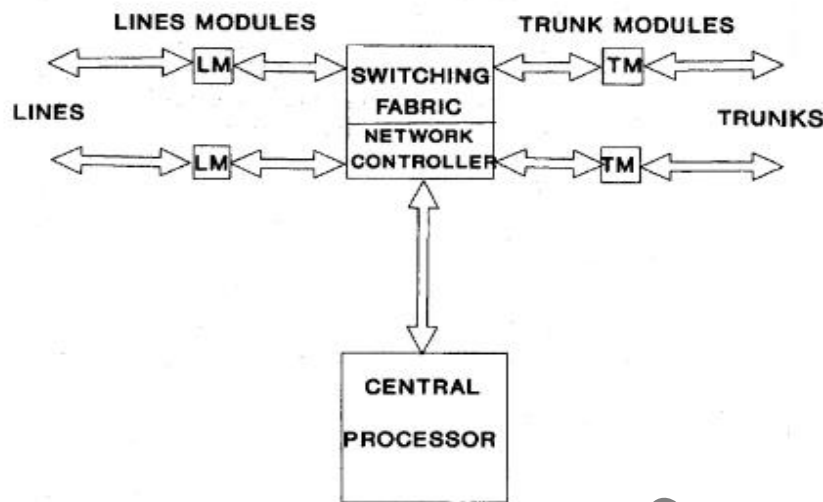 LINES MODULES
TRUNK MODULES
LM
SWITCHING
FABRIC
TM
LINES
TRUNKS
LM
NETWORK
CONTROLLER
TM
CENTRAL
PROCESSOR